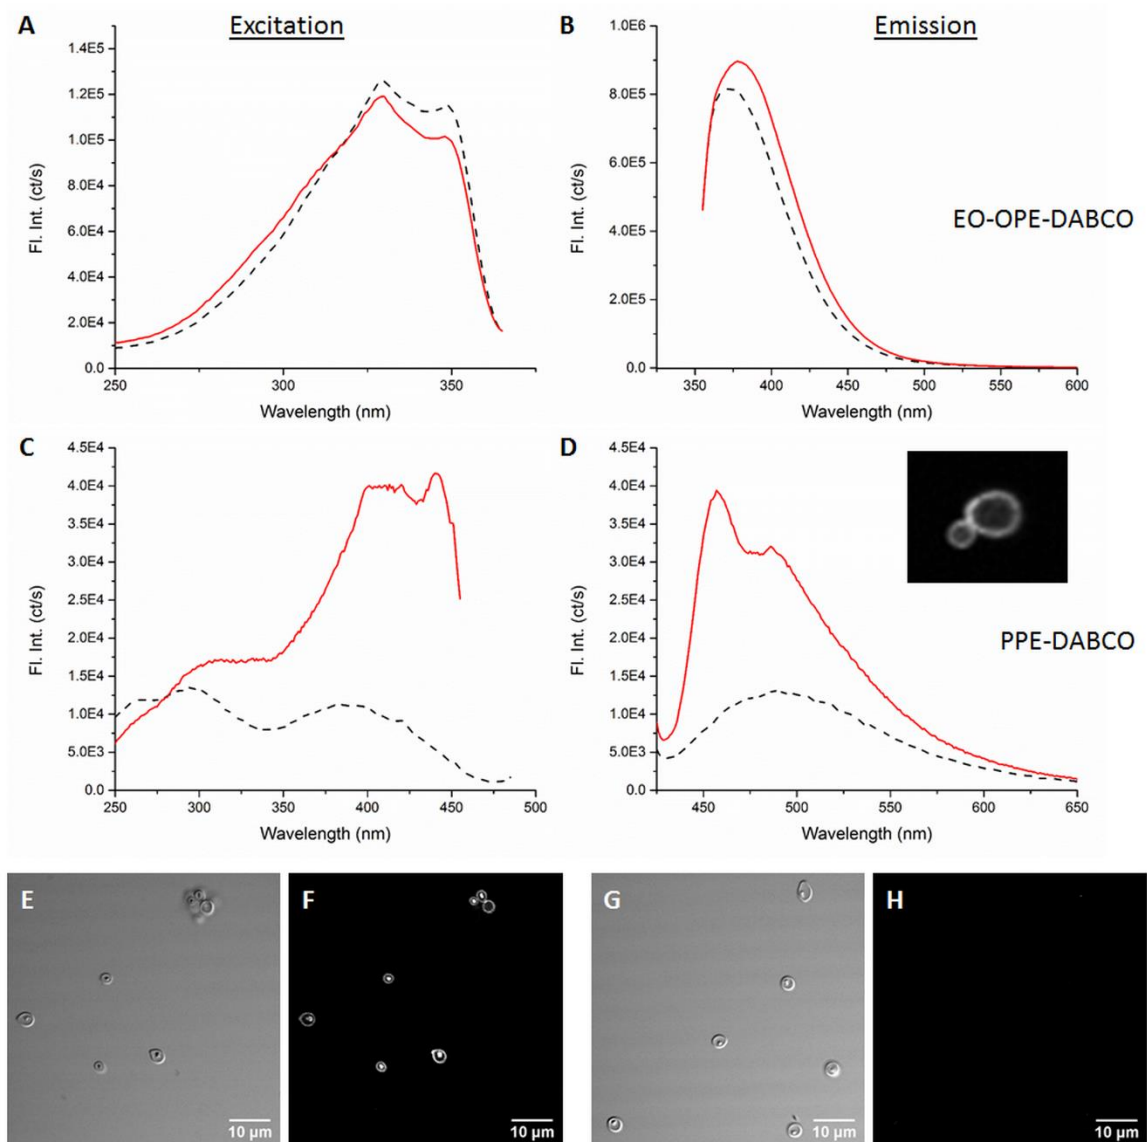 A
Excitation
B
Emission
1.4E5
1.2E5
1.0E5
8.0E4
6.0E4
4.0E4
2.0E4
0.0
Fl. Int. (ct/s)
250
300
350
Wavelength (nm)
1.0E6
8.0E5
6.0E5
4.0E5
2.0E5
0.0
Fl. Int. (ct/s)
350
400
450
500
550
600
Wavelength (nm)
EO-OPE-DABCO
C
4.5E4
4.0E4
3.5E4
3.0E4
2.5E4
2.0E4
1.5E4
1.0E4
5.0E3
0.0
Fl. Int. (ct/s)
250
300
350
400
450
500
Wavelength (nm)
D
4.5E4
4.0E4
3.5E4
3.0E4
2.5E4
2.0E4
1.5E4
1.0E4
5.0E3
0.0
Fl. Int. (ct/s)
450
500
550
600
650
Wavelength (nm)
PPE-DABCO
E
10 µm
F
10 µm
G
10 µm
H
10 µm